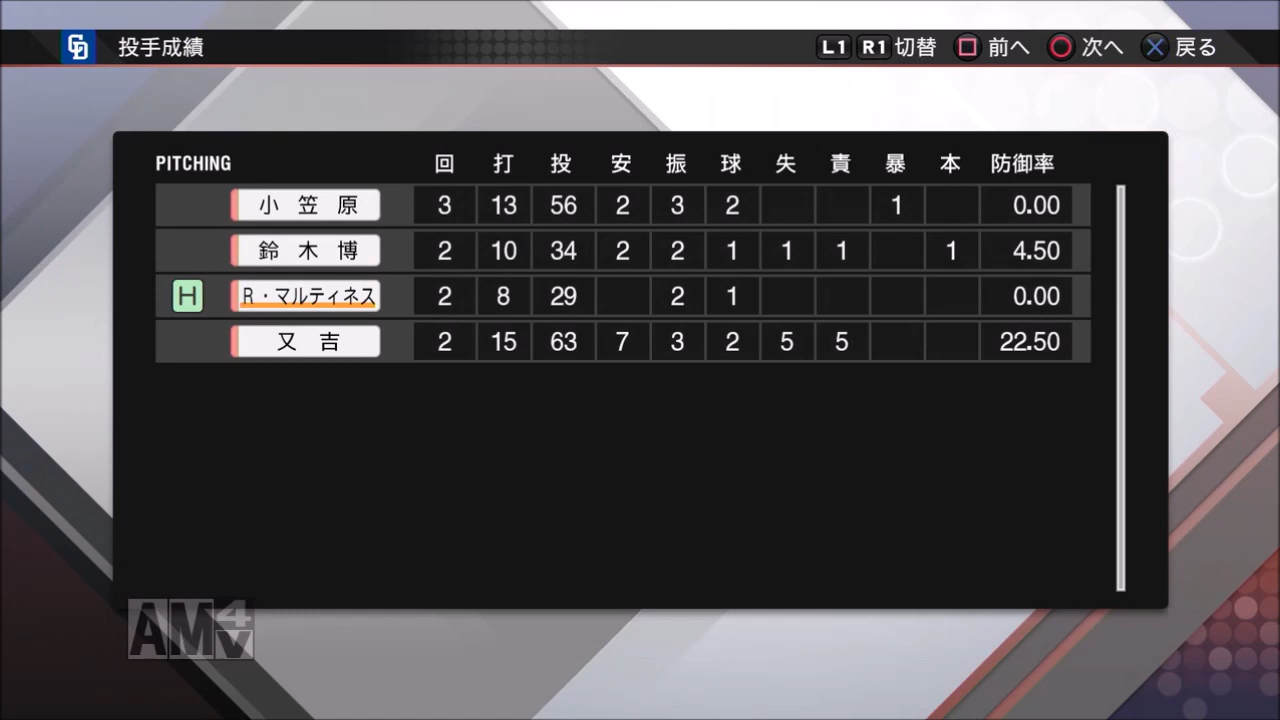 投手成績 L1 R1 切替 前へ 次へ 戻る
PITCHING 回 打 投 安 振 球 失 責 暴 本 防御率
小笠原 3 13 56 2 3 2 1 0.00
鈴木博 2 10 34 2 2 1 1 1 1 4.50
H R・マルティネス 2 8 29 2 1 0.00
又吉 2 15 63 7 3 2 5 5 22.50
AM4v